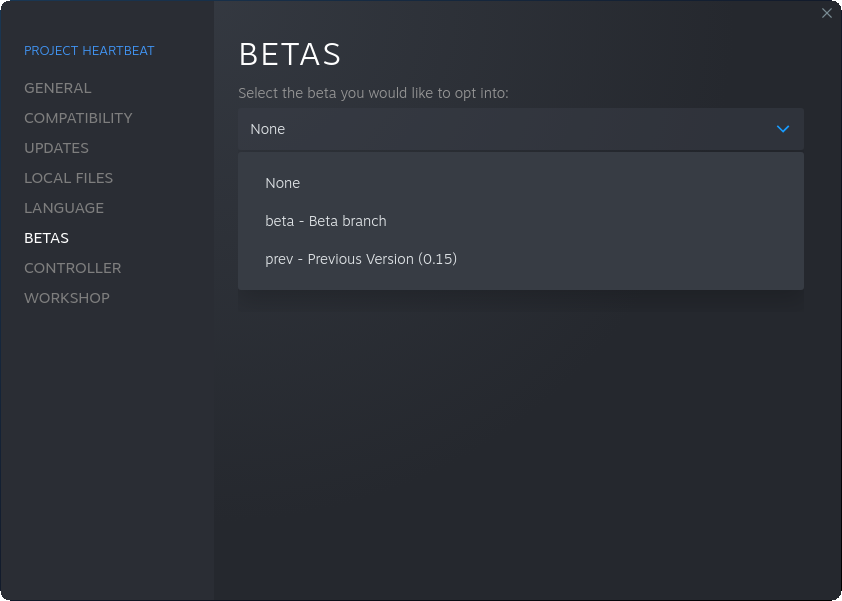 PROJECT HEARTBEAT
GENERAL
COMPATIBILITY
UPDATES
LOCAL FILES
LANGUAGE
BETAS
CONTROLLER
WORKSHOP
BETAS
Select the beta you would like to opt into:
None
None
beta - Beta branch
prev - Previous Version (0.15)